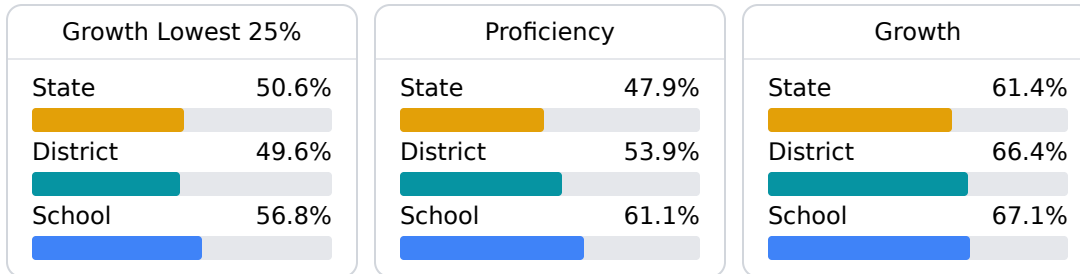 Growth Lowest 25%
State 50.6%
District 49.6%
School 56.8%
Proficiency
State 47.9%
District 53.9%
School 61.1%
Growth
State 61.4%
District 66.4%
School 67.1%